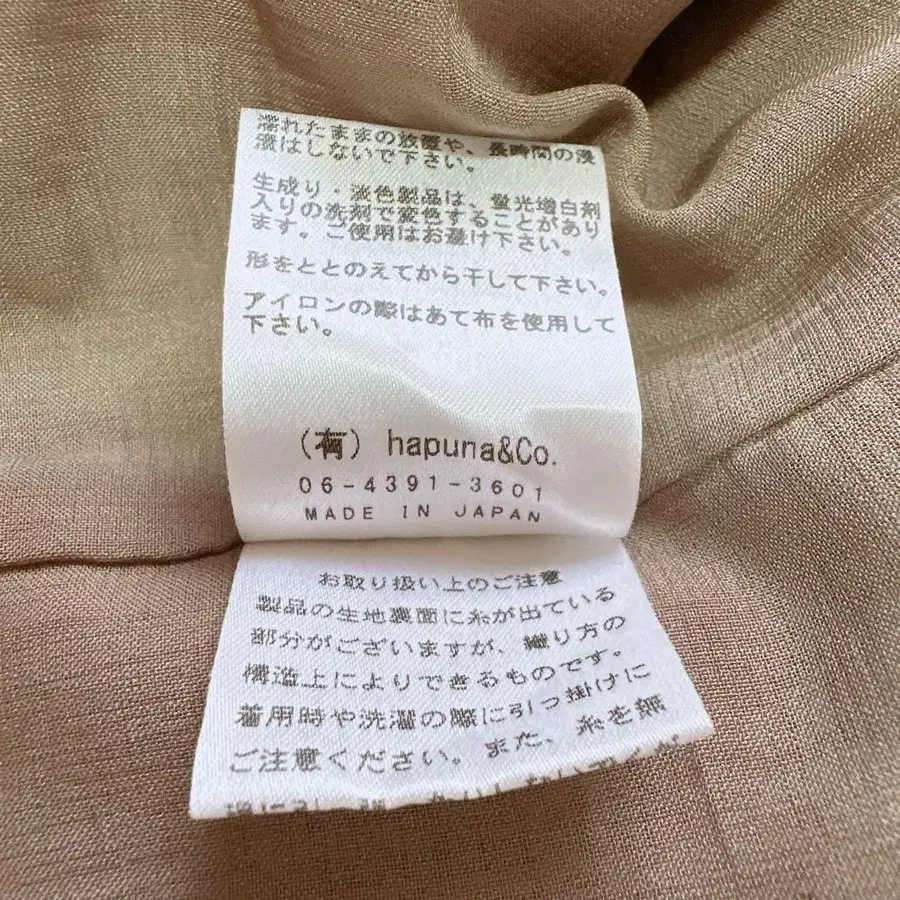 濡れたままの放置や、長時間の浸
漬はしないで下さい。
生成り・淡色製品は、蛍光増白剤
入りの洗剤で変色することがあり
ます。ご使用はお避け下さい。
形をととのえてから干して下さい。
アイロンの際はあて布を使用して
下さい。
(有) hapuna&Co.
06-4391-3601
MADE IN JAPAN
お取り扱い上のご注意
製品の生地裏面に糸が出ている
部分がございますが、織り方の
構造上によりできるものです。
着用時や洗濯の際に引っ掛けに
ご注意ください。また、糸を無